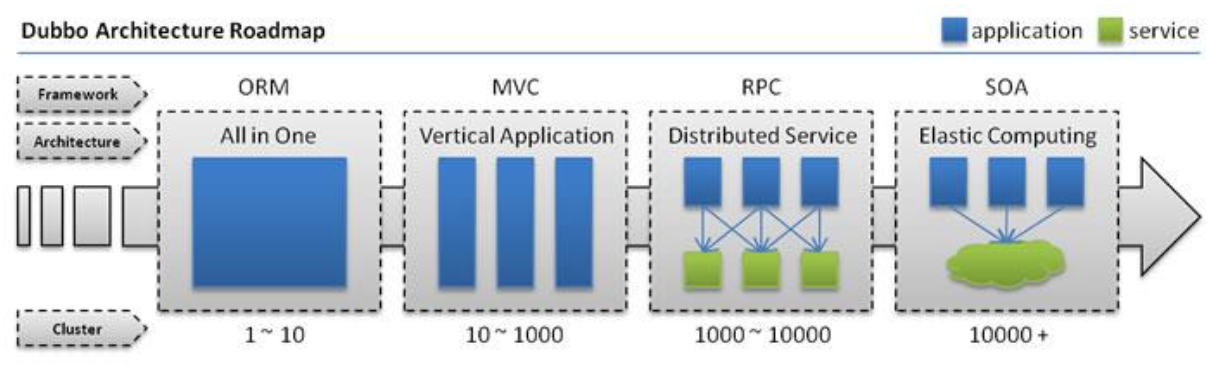 Dubbo Architecture Roadmap
application service
Framework ORM MVC RPC SOA
Architecture All in One Vertical Application Distributed Service Elastic Computing
Cluster 1 ~ 10 10 ~ 1000 1000 ~ 10000 10000 +